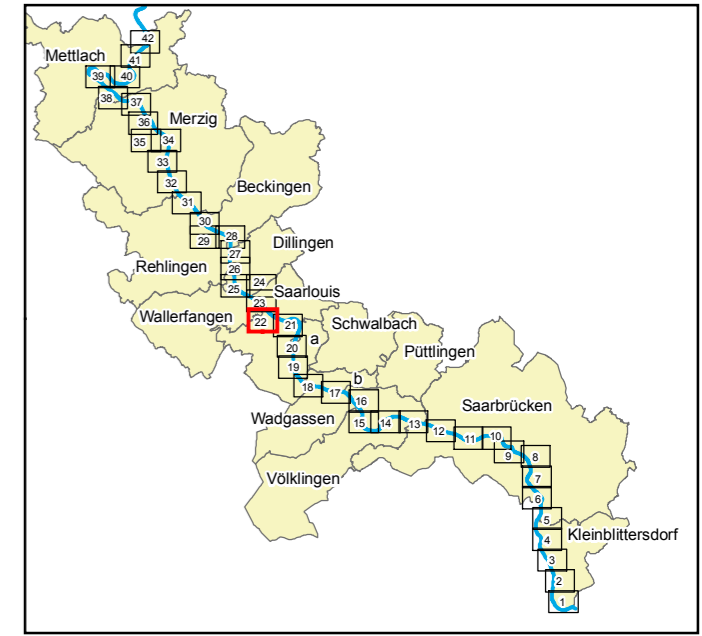 42
41
Mettlach
39
40
38
37
Merzig
36
35
34
33
32
Beckingen
31
30
28
29
Dillingen
27
Rehlingen
26
24
25
Saarlouis
23
Wallerfangen
22
21
Schwalbach
a
20
Püttlingen
19
b
18
17
16
Saarbrücken
Wadgassen
15
14
13
12
11
10
9
8
Völklingen
7
6
5
Kleinblittersdorf
4
3
2
1